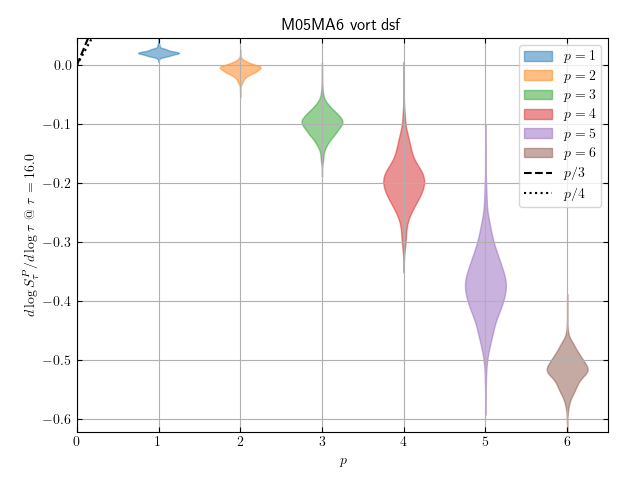 M05MA6 vort dsf
d log S_τ^P / d log τ @ τ = 16.0
0.0
−0.1
−0.2
−0.3
−0.4
−0.5
−0.6
p = 1
p = 2
p = 3
p = 4
p = 5
p = 6
p/3
p/4
0 1 2 3 4 5 6
p